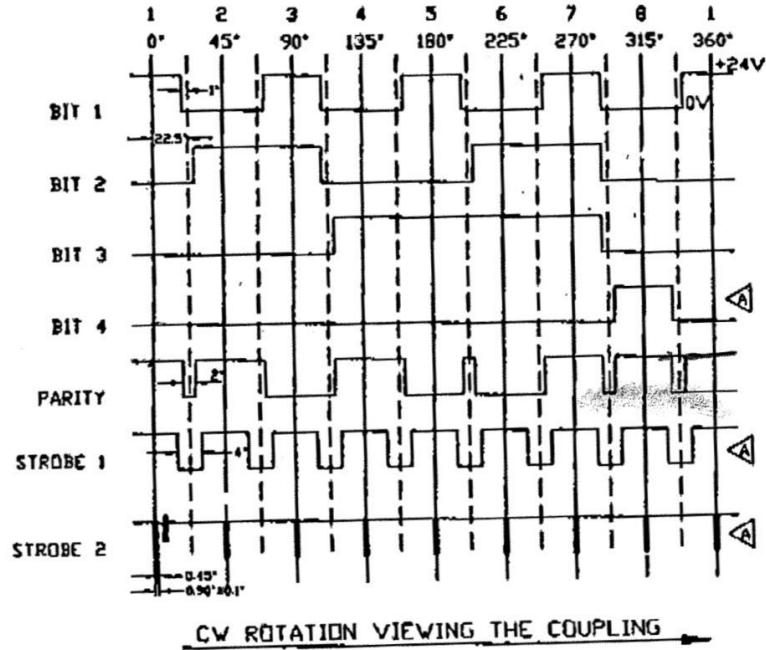 1 2 3 4 5 6 7 8 1
0° 45° 90° 135° 180° 225° 270° 315° 360°
+24V
1°
0V
BIT 1
22.5°
BIT 2
BIT 3
A
BIT 4
2°
PARITY
4°
A
STROBE 1
A
STROBE 2
0.45°
0.90°±0.1°
CW ROTATION VIEWING THE COUPLING